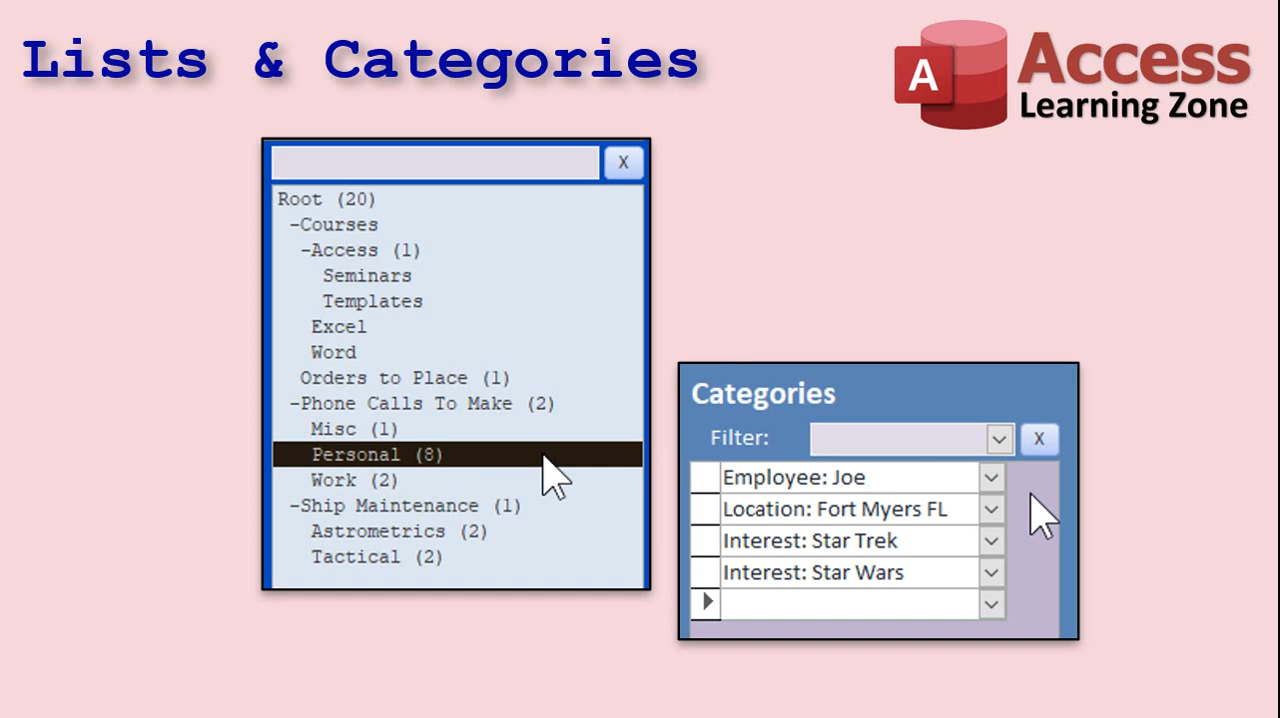 Lists & Categories
A Access
Learning Zone
X
Root (20)
-Courses
-Access (1)
Seminars
Templates
Excel
Word
Orders to Place (1)
-Phone Calls To Make (2)
Misc (1)
Personal (8)
Work (2)
-Ship Maintenance (1)
Astrometrics (2)
Tactical (2)
Categories
Filter: X
Employee: Joe
Location: Fort Myers FL
Interest: Star Trek
Interest: Star Wars